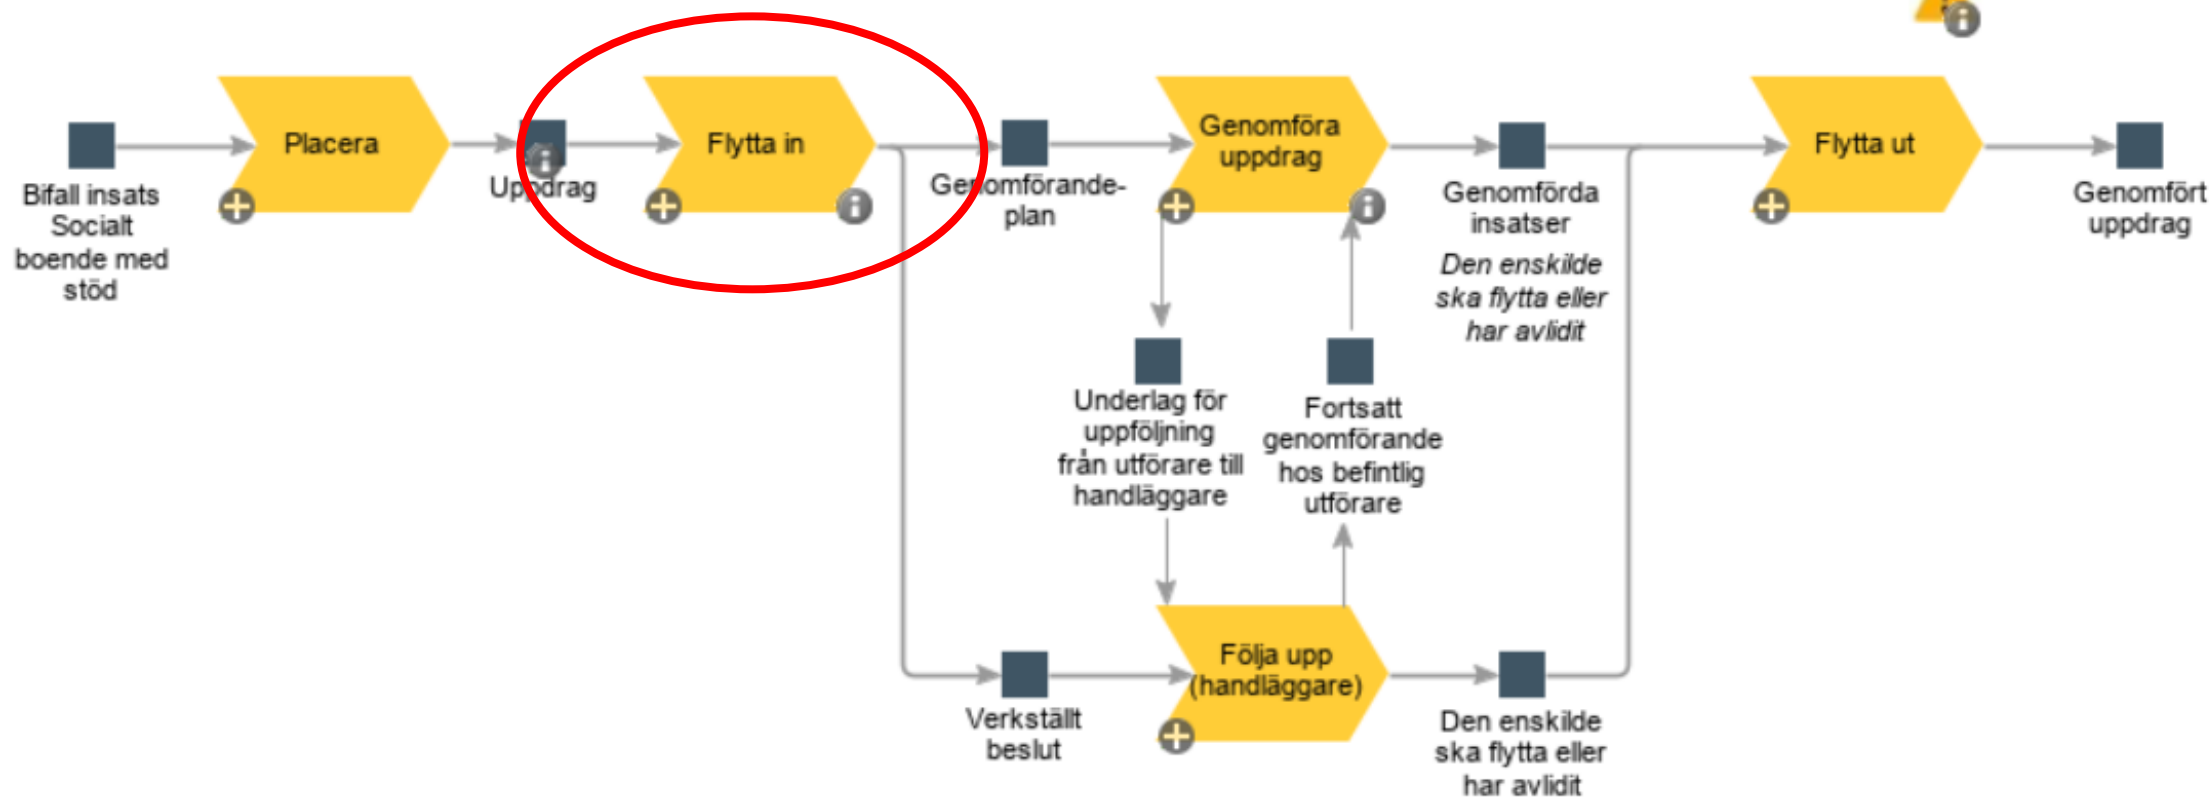 Bifall insats
Socialt
boende med
stöd
Placera
Uppdrag
Flytta in
Genomförande-
plan
Genomföra
uppdrag
Genomförda
insatser
Den enskilde
ska flytta eller
har avlidit
Flytta ut
Genomfört
uppdrag
Underlag för
uppföljning
från utförare till
handläggare
Fortsatt
genomförande
hos befintlig
utförare
Verkställt
beslut
Följa upp
(handläggare)
Den enskilde
ska flytta eller
har avlidit